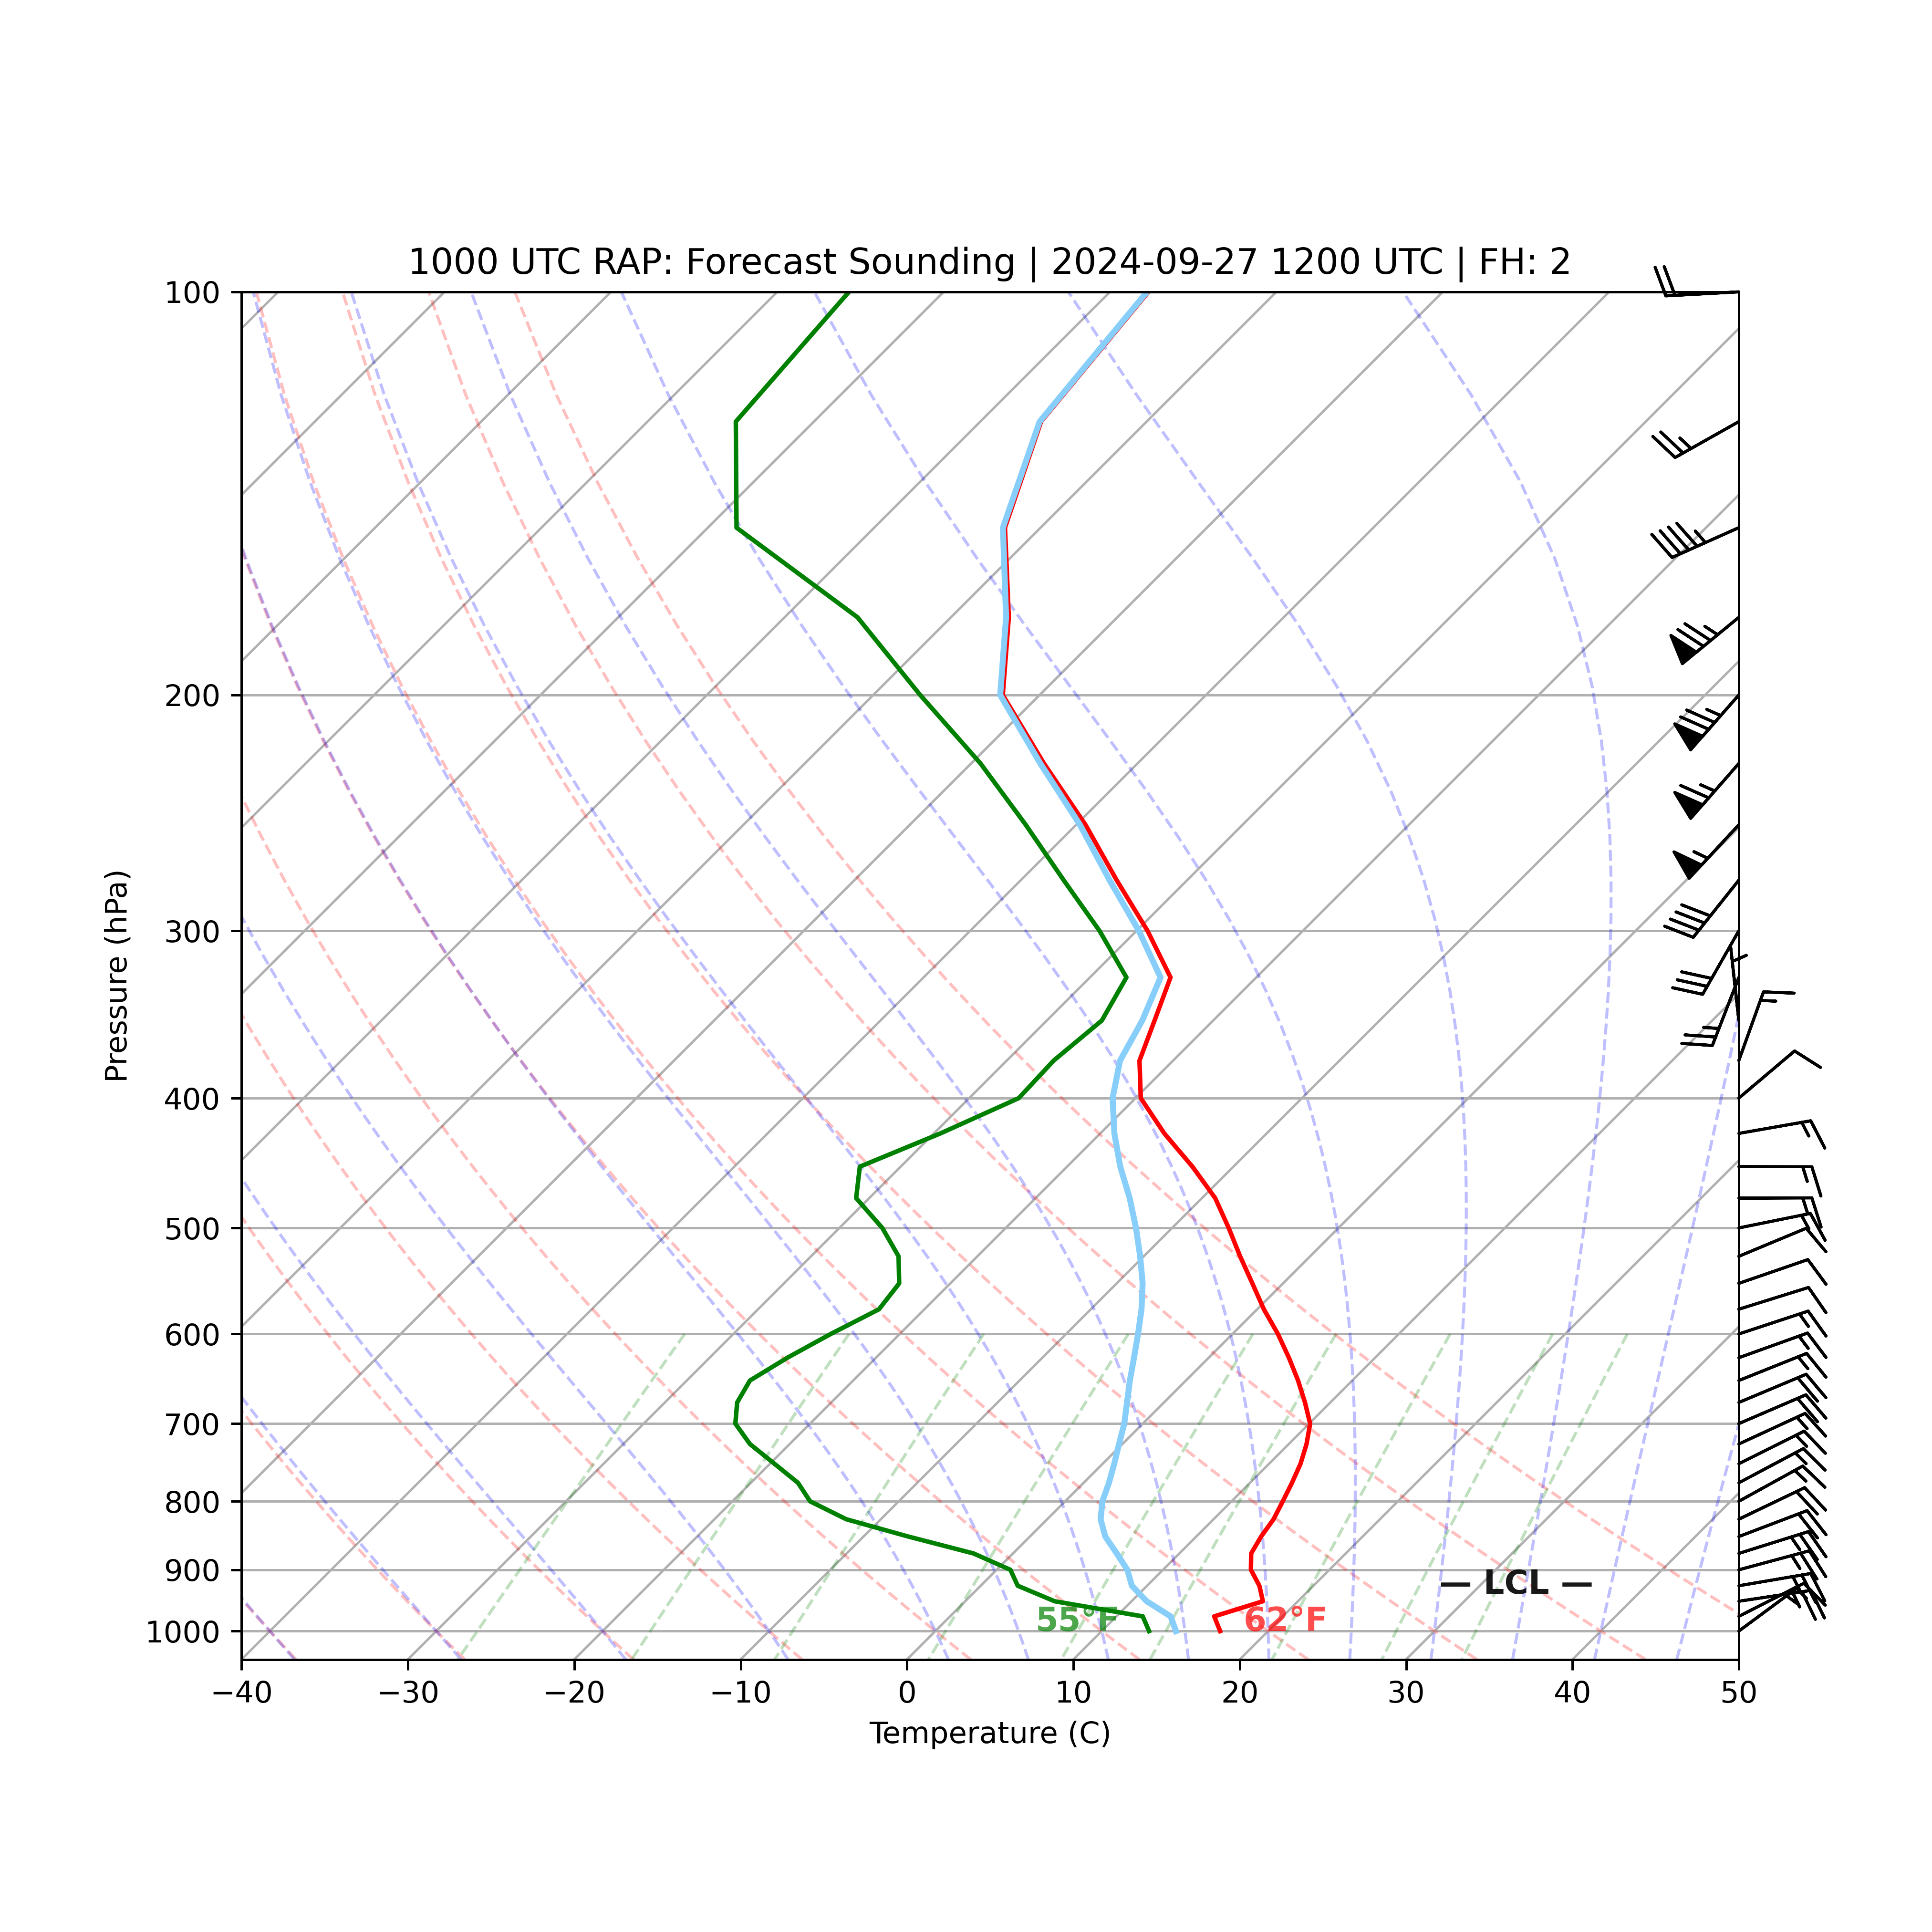 1000 UTC RAP: Forecast Sounding | 2024-09-27 1200 UTC | FH: 2
100
200
300
400
500
600
700
800
900
1000
Pressure (hPa)
— LCL —
55°F
62°F
−40 −30 −20 −10 0 10 20 30 40 50
Temperature (C)